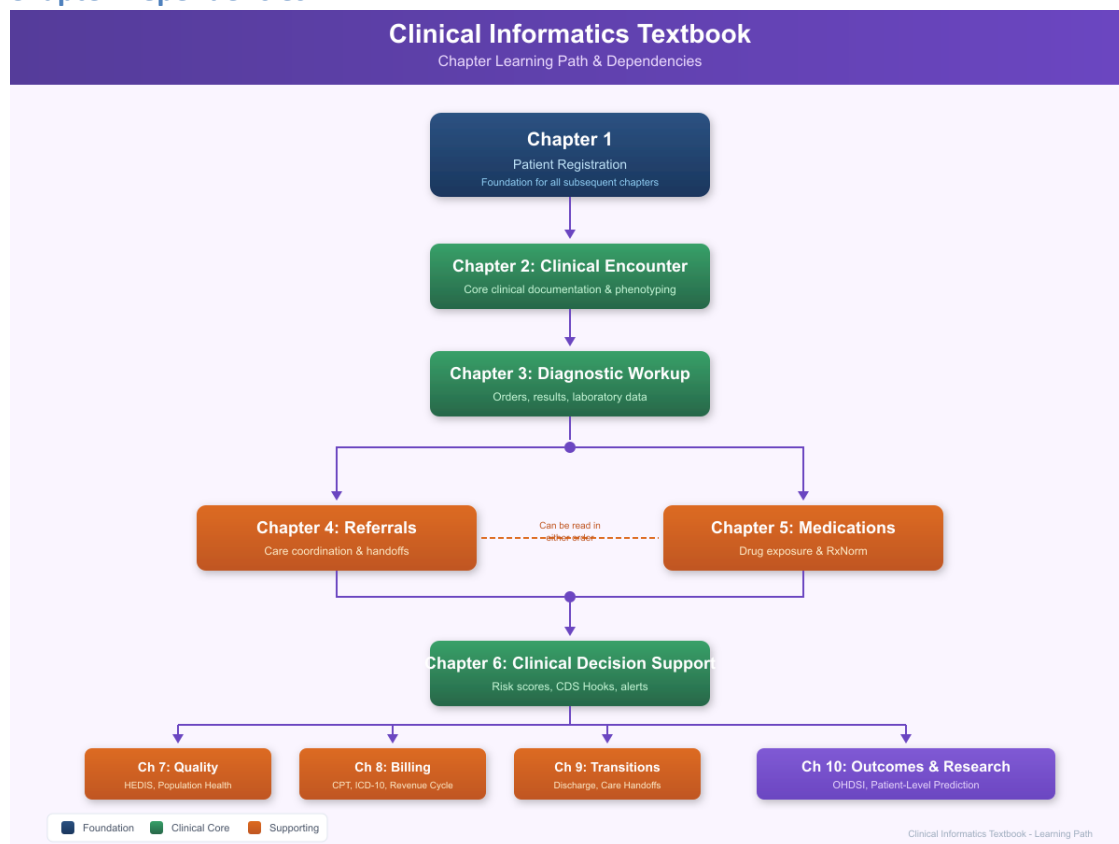 Clinical Informatics Textbook
Chapter Learning Path & Dependencies
Chapter 1
Patient Registration
Foundation for all subsequent chapters
Chapter 2: Clinical Encounter
Core clinical documentation & phenotyping
Chapter 3: Diagnostic Workup
Orders, results, laboratory data
Chapter 4: Referrals
Care coordination & handoffs
Can be read in
either order
Chapter 5: Medications
Drug exposure & RxNorm
Chapter 6: Clinical Decision Support
Risk scores, CDS Hooks, alerts
Ch 7: Quality
HEDIS, Population Health
Ch 8: Billing
CPT, ICD-10, Revenue Cycle
Ch 9: Transitions
Discharge, Care Handoffs
Ch 10: Outcomes & Research
OHDSI, Patient-Level Prediction
Foundation
Clinical Core
Supporting
Clinical Informatics Textbook - Learning Path